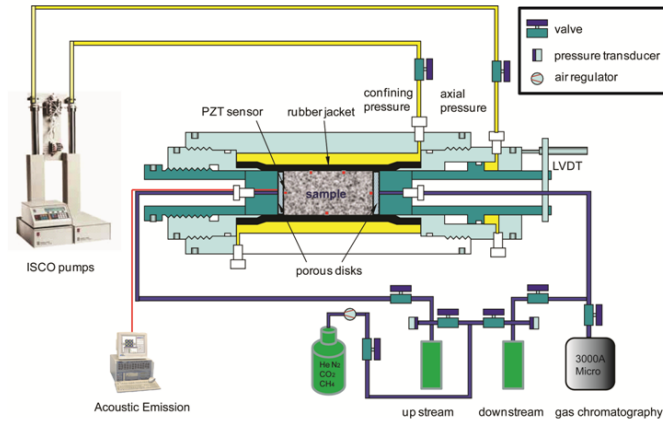 valve
pressure transducer
air regulator
confining
pressure
axial
pressure
PZT sensor
rubber jacket
LVDT
sample
ISCO pumps
porous disks
He N₂
CO₂
CH₄
3000A
Micro
Acoustic Emission
up stream
downstream
gas chromatography